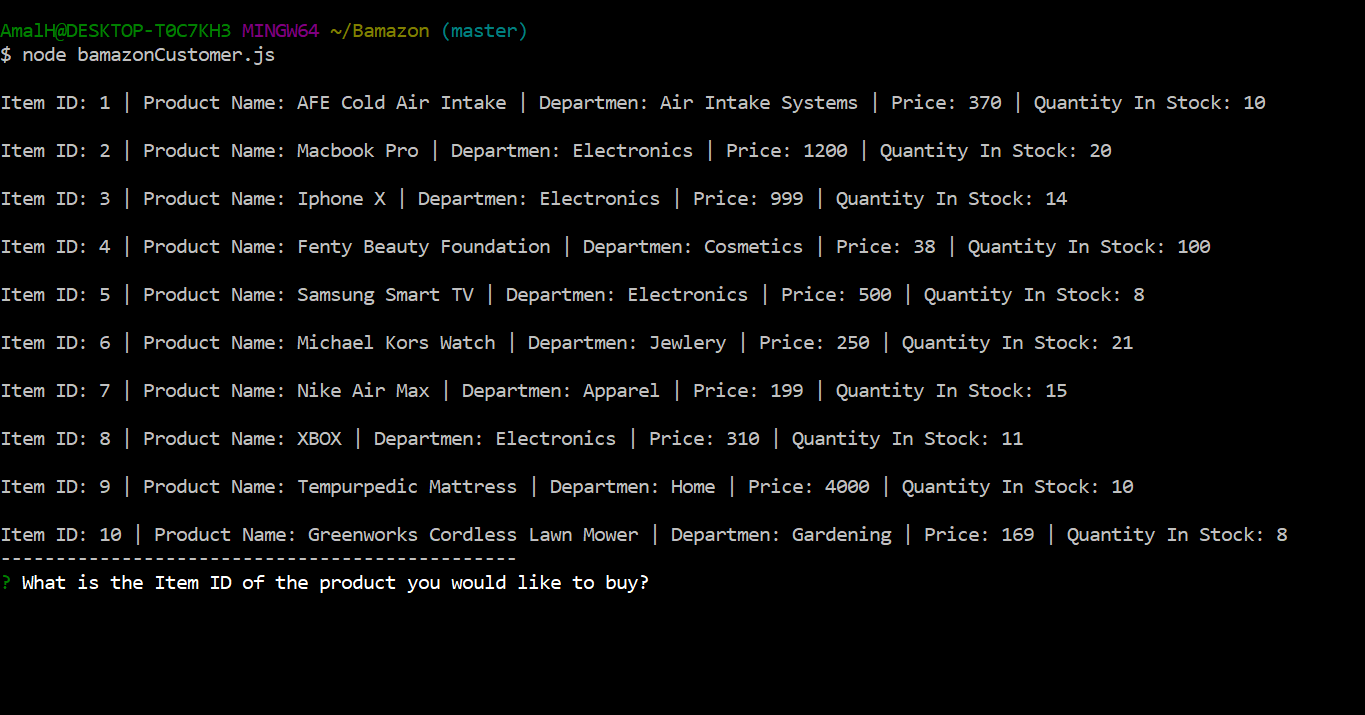 AmalH@DESKTOP-T0C7KH3 MINGW64 ~/Bamazon (master)
$ node bamazonCustomer.js
Item ID: 1 | Product Name: AFE Cold Air Intake | Departmen: Air Intake Systems | Price: 370 | Quantity In Stock: 10
Item ID: 2 | Product Name: Macbook Pro | Departmen: Electronics | Price: 1200 | Quantity In Stock: 20
Item ID: 3 | Product Name: Iphone X | Departmen: Electronics | Price: 999 | Quantity In Stock: 14
Item ID: 4 | Product Name: Fenty Beauty Foundation | Departmen: Cosmetics | Price: 38 | Quantity In Stock: 100
Item ID: 5 | Product Name: Samsung Smart TV | Departmen: Electronics | Price: 500 | Quantity In Stock: 8
Item ID: 6 | Product Name: Michael Kors Watch | Departmen: Jewlery | Price: 250 | Quantity In Stock: 21
Item ID: 7 | Product Name: Nike Air Max | Departmen: Apparel | Price: 199 | Quantity In Stock: 15
Item ID: 8 | Product Name: XBOX | Departmen: Electronics | Price: 310 | Quantity In Stock: 11
Item ID: 9 | Product Name: Tempurpedic Mattress | Departmen: Home | Price: 4000 | Quantity In Stock: 10
Item ID: 10 | Product Name: Greenworks Cordless Lawn Mower | Departmen: Gardening | Price: 169 | Quantity In Stock: 8
-----------------------------------------------
? What is the Item ID of the product you would like to buy?